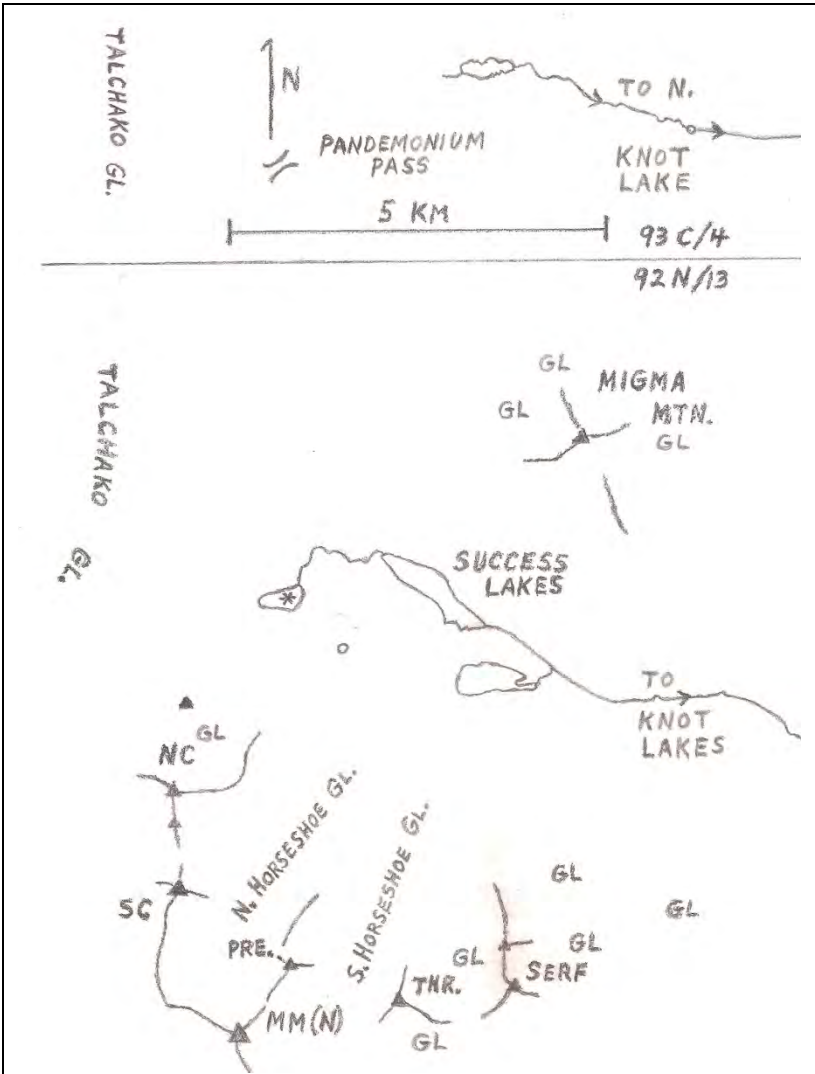 TALCHAKO GL.
N
PANDEMONIUM
PASS
TO N.
KNOT
LAKE
5 KM
93 C/4
92 N/13
TALCHAKO
GL.
GL
MIGMA
MTN.
GL
GL
SUCCESS
LAKES
*
TO
KNOT
LAKES
GL
NC
N. HORSESHOE GL.
S. HORSESHOE GL.
SC
PRE.
MM(N)
THR.
GL
GL
GL
GL
GL
SERF